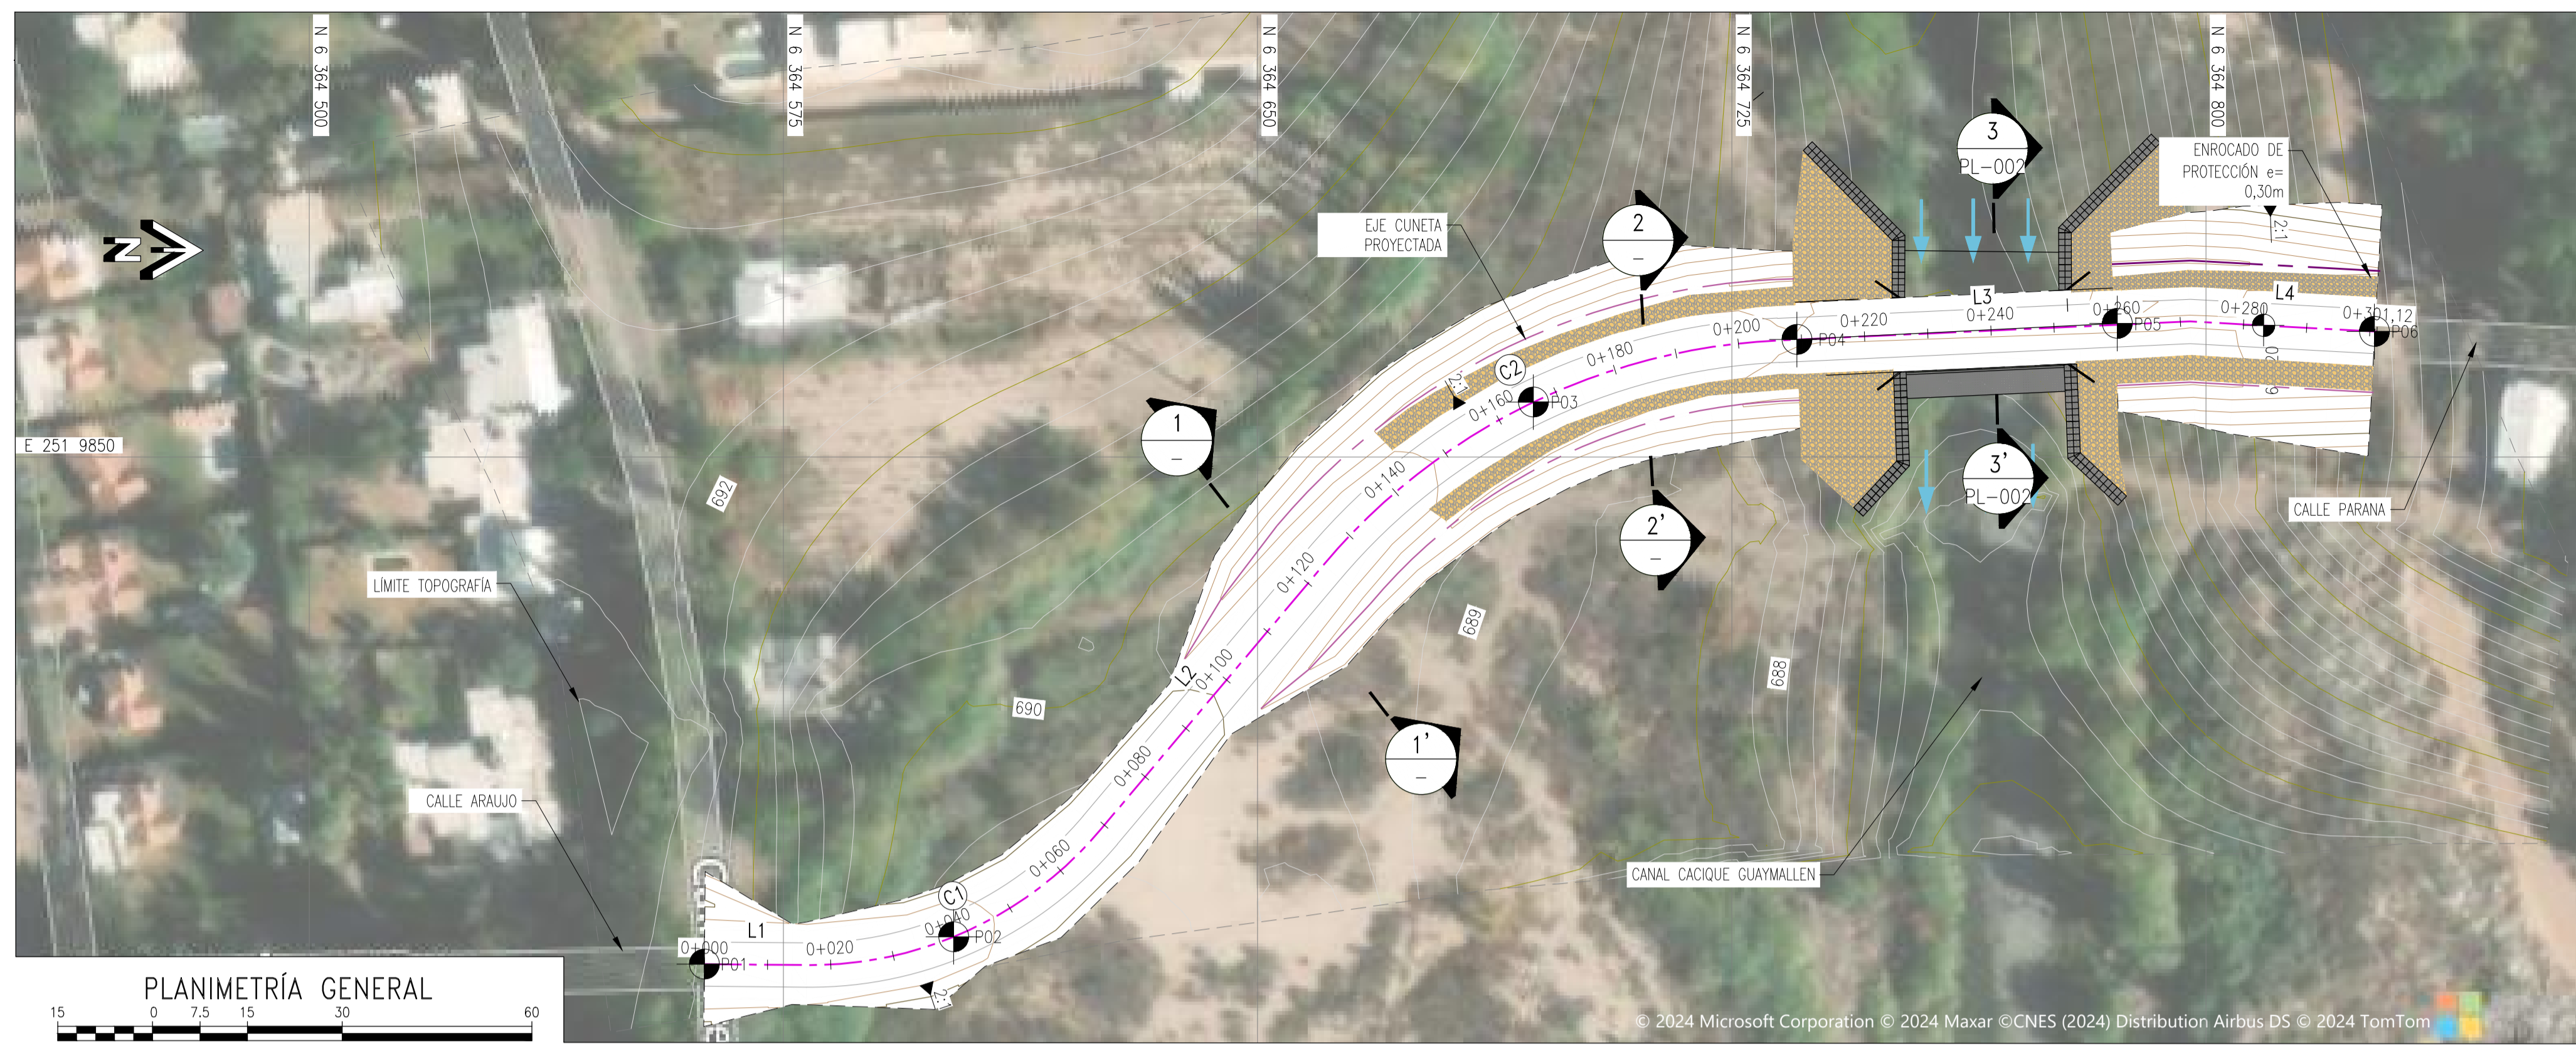 N 6 364 500
N 6 364 575
N 6 364 650
N 6 364 725
N 6 364 800
3
PL-002
ENROCADO DE
PROTECCIÓN e=
0,30m
2:1
2
–
EJE CUNETA
PROYECTADA
N
L3
L4
0+200
0+220
0+240
0+260
0+280
0+301,12
P04
P05
P06
0+180
C2
2:1
0+160
P03
1
–
E 251 9850
0+140
3'
PL-002
692
CALLE PARANA
2'
–
LÍMITE TOPOGRAFÍA
0+120
689
688
L2
0+100
690
1'
–
0+080
CALLE ARAUJO
0+060
CANAL CACIQUE GUAYMALLEN
C1
0+040
L1
P02
0+000
0+020
P01
2:1
PLANIMETRÍA GENERAL
15 0 7.5 15 30 60
© 2024 Microsoft Corporation © 2024 Maxar ©CNES (2024) Distribution Airbus DS © 2024 TomTom